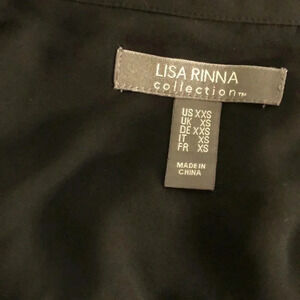 LISA RINNA
collection™
US XXS
UK XS
DE XXS
IT XS
FR XS
MADE IN
CHINA